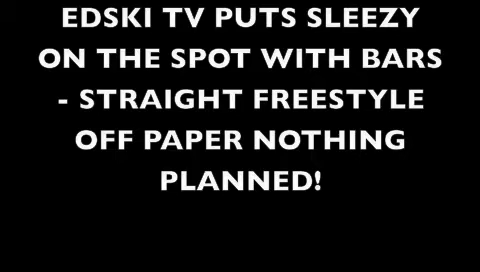 EDSKI TV PUTS SLEEZY
ON THE SPOT WITH BARS
- STRAIGHT FREESTYLE
OFF PAPER NOTHING
PLANNED!